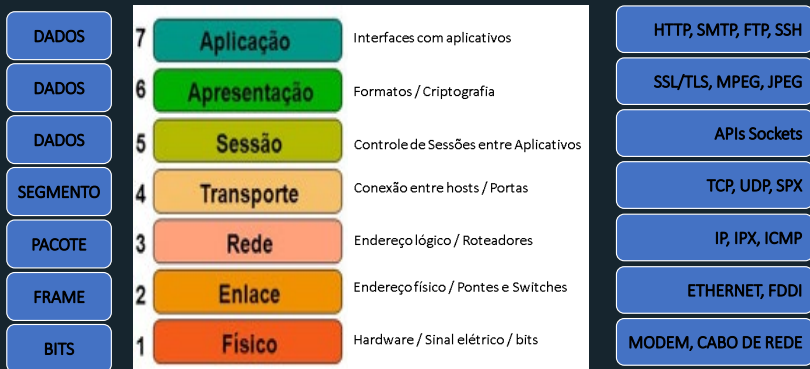 DADOS
7
Aplicação
Interfaces com aplicativos
HTTP, SMTP, FTP, SSH
DADOS
6
Apresentação
Formatos / Criptografia
SSL/TLS, MPEG, JPEG
DADOS
5
Sessão
Controle de Sessões entre Aplicativos
APIs Sockets
SEGMENTO
4
Transporte
Conexão entre hosts / Portas
TCP, UDP, SPX
PACOTE
3
Rede
Endereço lógico / Roteadores
IP, IPX, ICMP
FRAME
2
Enlace
Endereço físico / Pontes e Switches
ETHERNET, FDDI
BITS
1
Físico
Hardware / Sinal elétrico / bits
MODEM, CABO DE REDE